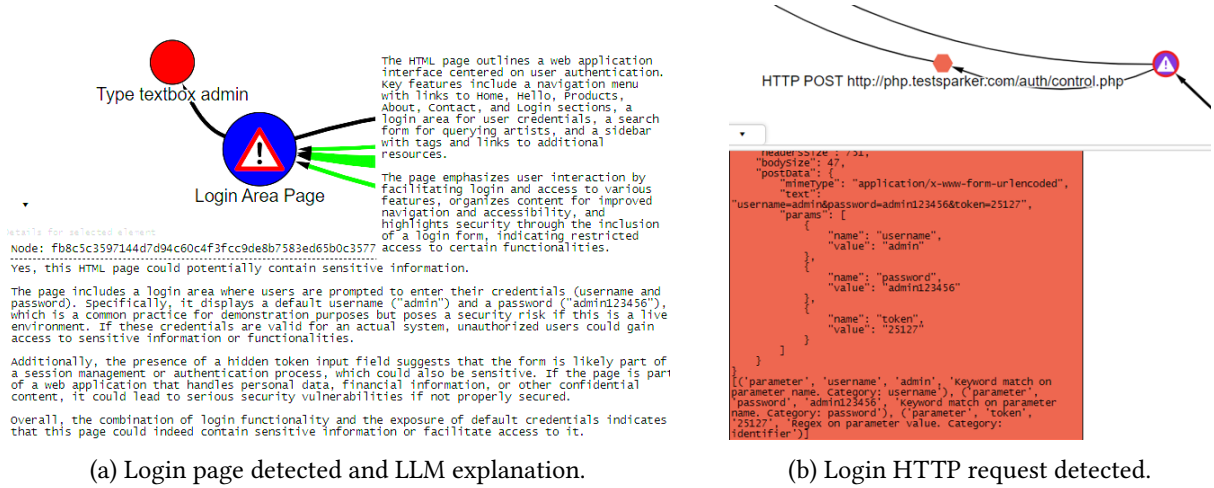 Type textbox admin
Login Area Page
The HTML page outlines a web application
interface centered on user authentication.
Key features include a navigation menu
with links to Home, Hello, Products,
About, Contact, and Login sections, a
login area for user credentials, a search
form for querying artists, and a sidebar
with tags and links to additional
resources.
The page emphasizes user interaction by
facilitating login and access to various
features, organizes content for improved
navigation and accessibility, and
highlights security through the inclusion
of a login form, indicating restricted
access to certain functionalities.
Details for selected element
Node: fb8c5c3597144d7d94c60c4f3fcc9de8b7583ed65b0c3577
Yes, this HTML page could potentially contain sensitive information.
The page includes a login area where users are prompted to enter their credentials (username and
password). Specifically, it displays a default username ("admin") and a password ("admin123456"),
which is a common practice for demonstration purposes but poses a security risk if this is a live
environment. If these credentials are valid for an actual system, unauthorized users could gain
access to sensitive information or functionalities.
Additionally, the presence of a hidden token input field suggests that the form is likely part of
a session management or authentication process, which could also be sensitive. If the page is part
of a web application that handles personal data, financial information, or other confidential
content, it could lead to serious security vulnerabilities if not properly secured.
Overall, the combination of login functionality and the exposure of default credentials indicates
that this page could indeed contain sensitive information or facilitate access to it.
(a) Login page detected and LLM explanation.
HTTP POST http://php.testsparker.com/auth/control.php
"headersSize": 751,
"bodySize": 47,
"postData": {
"mimeType": "application/x-www-form-urlencoded",
"text":
"username=admin&password=admin123456&token=25127",
"params": [
{
"name": "username",
"value": "admin"
},
{
"name": "password",
"value": "admin123456"
},
{
"name": "token",
"value": "25127"
}
]
}
}
[('parameter', 'username', 'admin', 'Keyword match on
parameter name. Category: username'), ('parameter',
'password', 'admin123456', 'Keyword match on parameter
name. Category: password'), ('parameter', 'token',
'25127', 'Regex on parameter value. Category:
identifier')]
(b) Login HTTP request detected.